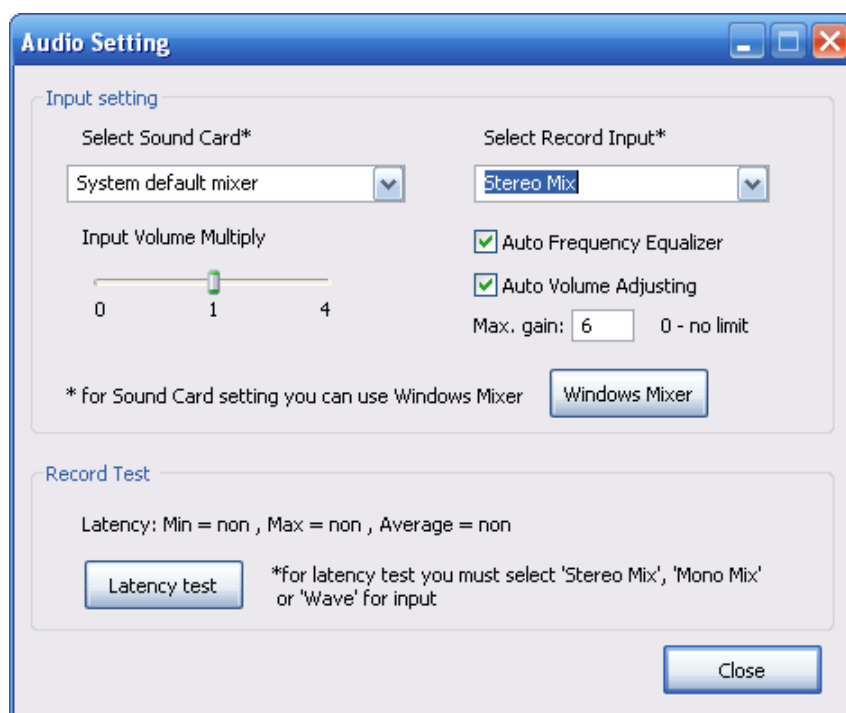 Audio Setting
Input setting
Select Sound Card*
Select Record Input*
System default mixer
Stereo Mix
Input Volume Multiply
Auto Frequency Equalizer
0 1 4
Auto Volume Adjusting
Max. gain: 6 0 - no limit
* for Sound Card setting you can use Windows Mixer
Windows Mixer
Record Test
Latency: Min = non , Max = non , Average = non
Latency test
*for latency test you must select 'Stereo Mix', 'Mono Mix'
or 'Wave' for input
Close